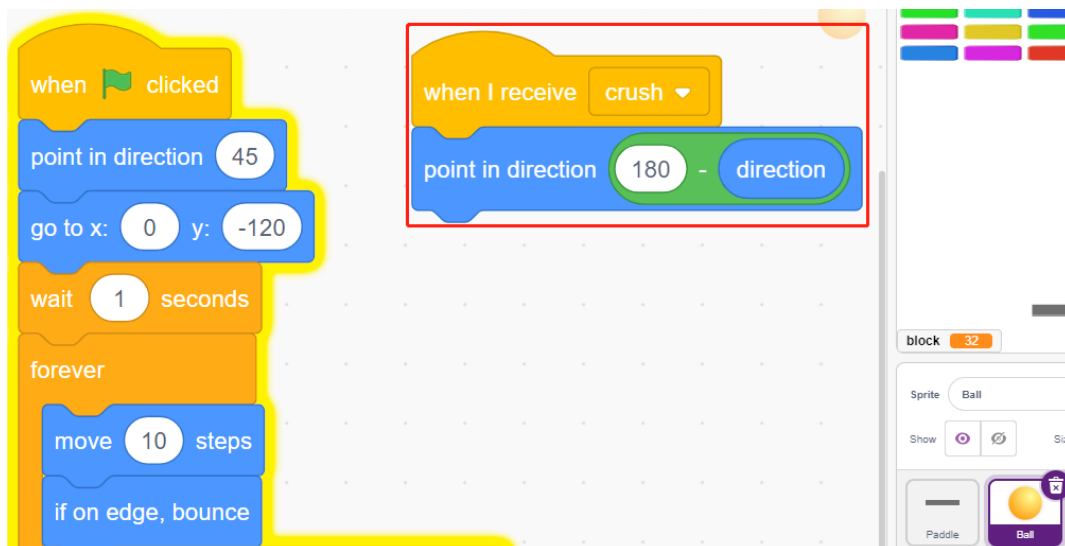 when clicked
point in direction 45
go to x: 0 y: -120
wait 1 seconds
forever
move 10 steps
if on edge, bounce
when I receive crush
point in direction 180 - direction
block 32
Sprite Ball
Show
Paddle
Ball